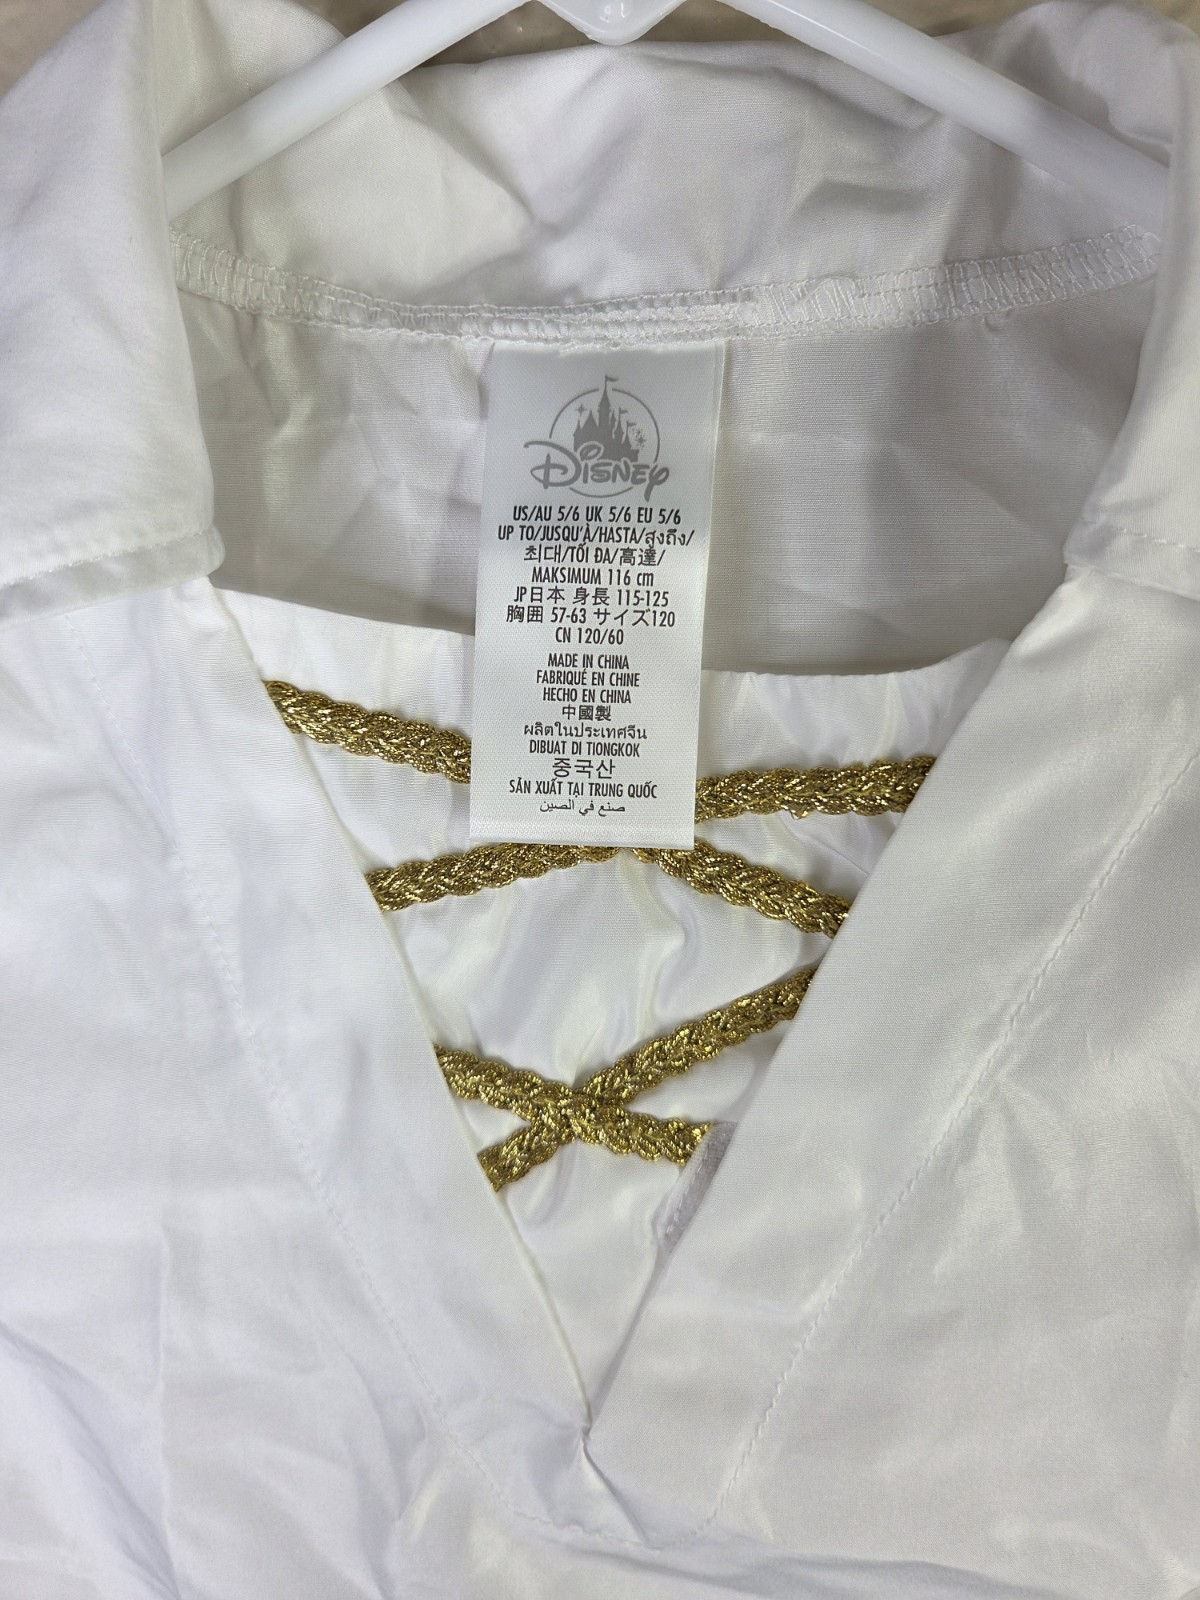 Disney
US/AU 5/6 UK 5/6 EU 5/6
UP TO/JUSQU'À/HASTA/สูงถึง/
최대/TỐI ĐA/高達/
MAKSIMUM 116 cm
JP日本 身長 115-125
胸囲 57-63 サイズ120
CN 120/60
MADE IN CHINA
FABRIQUÉ EN CHINE
HECHO EN CHINA
中國製
ผลิตในประเทศจีน
DIBUAT DI TIONGKOK
중국산
SẢN XUẤT TẠI TRUNG QUỐC
صنع في الصين